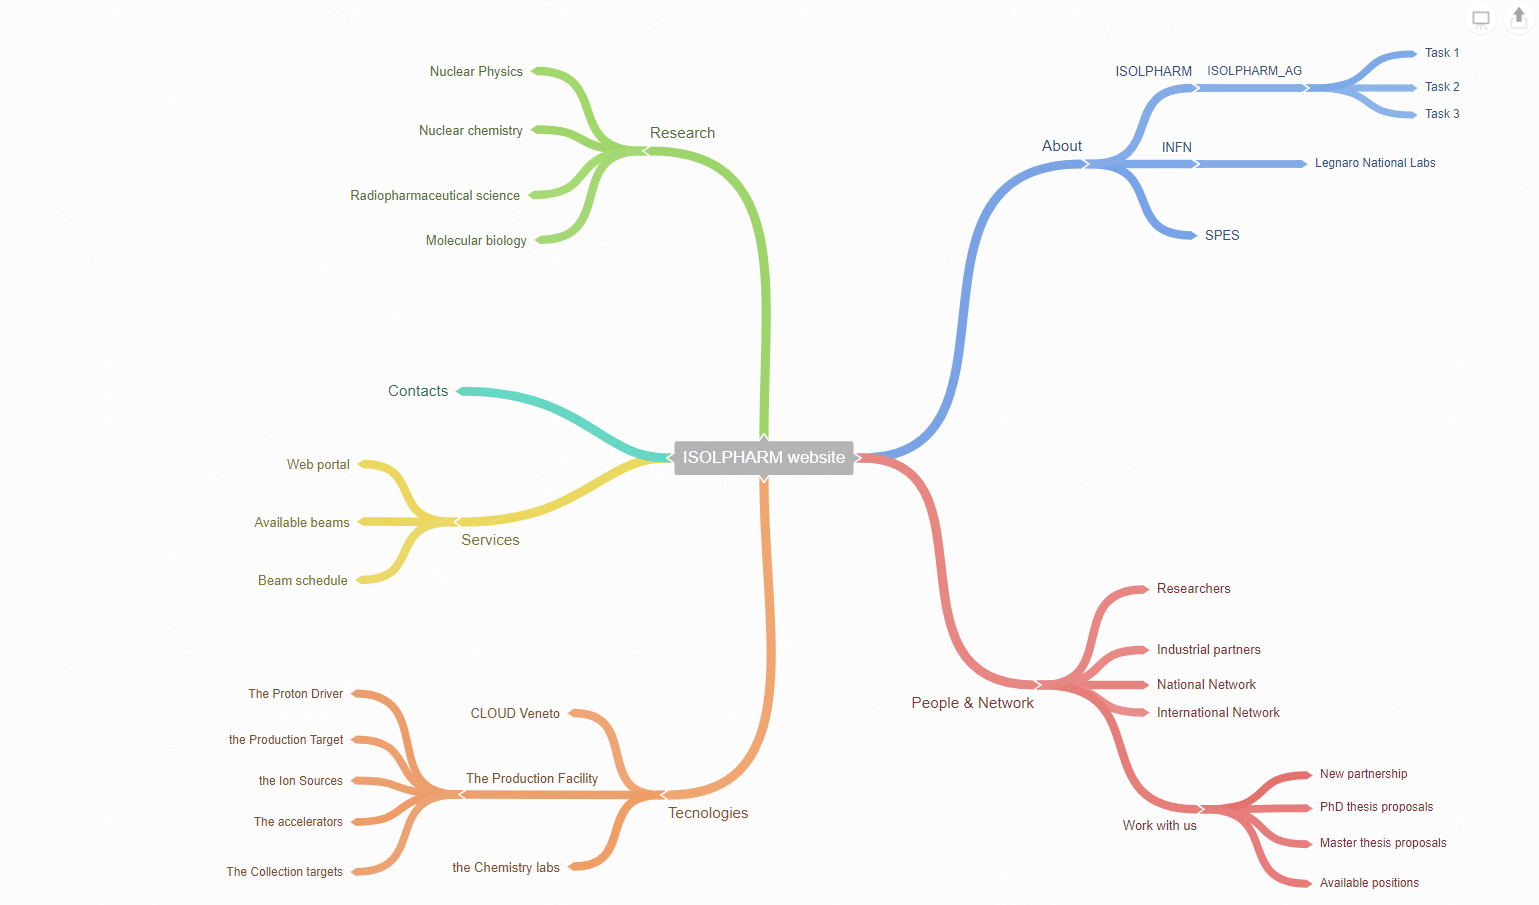 ISOLPHARM website
Research
Nuclear Physics
Nuclear chemistry
Radiopharmaceutical science
Molecular biology
Contacts
Services
Web portal
Available beams
Beam schedule
Tecnologies
CLOUD Veneto
The Production Facility
The Proton Driver
the Production Target
the Ion Sources
The accelerators
The Collection targets
the Chemistry labs
About
ISOLPHARM
ISOLPHARM_AG
Task 1
Task 2
Task 3
INFN
Legnaro National Labs
SPES
People & Network
Researchers
Industrial partners
National Network
International Network
Work with us
New partnership
PhD thesis proposals
Master thesis proposals
Available positions